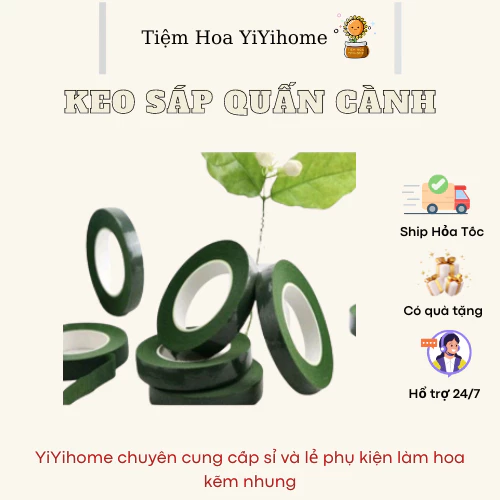 Tiệm Hoa YiYihome
KEO SÁP QUẤN CÀNH
Ship Hỏa Tôc
Có quà tặng
Hổ trợ 24/7
YiYihome chuyên cung cấp sỉ và lẻ phụ kiện làm hoa
kẽm nhung